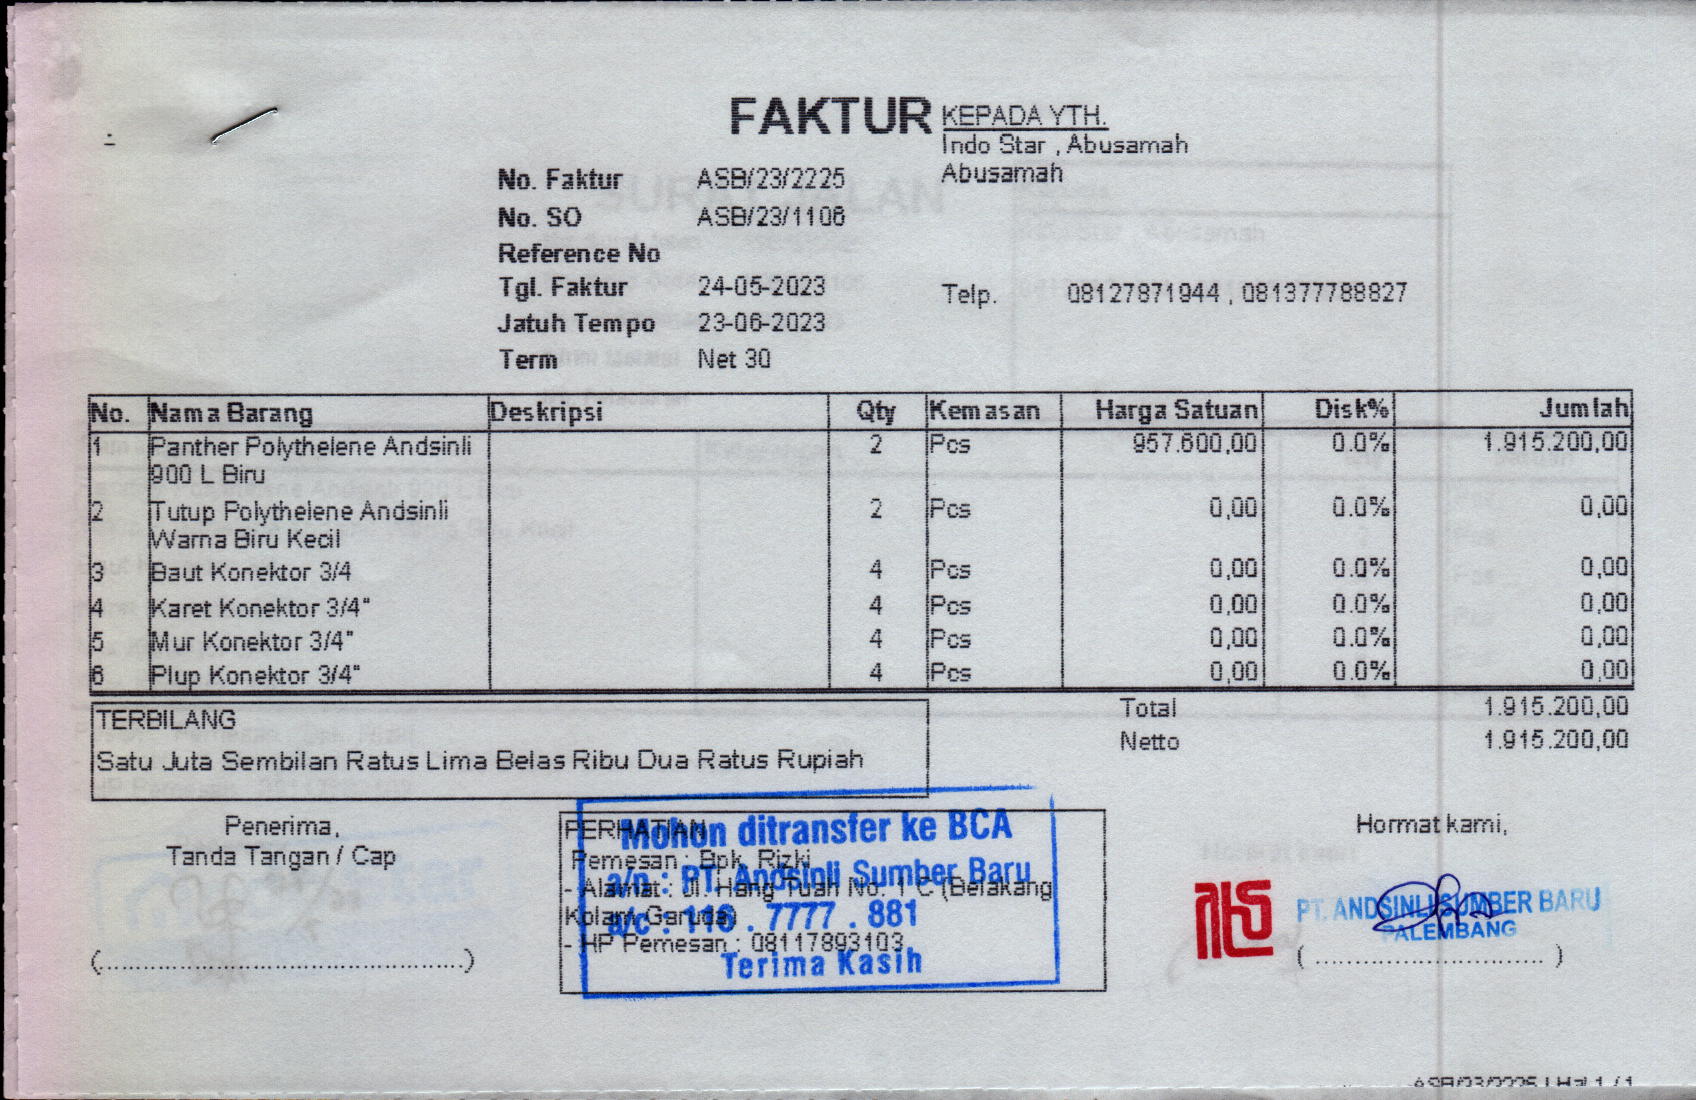 FAKTUR
KEPADA YTH.
Indo Star , Abusamah
Abusamah
No. Faktur ASB/23/2225
No. SO ASB/23/1106
Reference No
Tgl. Faktur 24-05-2023
Jatuh Tempo 23-06-2023
Term Net 30
Telp. 08127871944 , 081377788827
No. Nama Barang Deskripsi Qty Kemasan Harga Satuan Disk% Jumlah
1 Panther Polythelene Andsinli 2 Pcs 957.600,00 0.0% 1.915.200,00
900 L Biru
2 Tutup Polythelene Andsinli 2 Pcs 0,00 0.0% 0,00
Warna Biru Kecil
3 Baut Konektor 3/4 4 Pcs 0,00 0.0% 0,00
4 Karet Konektor 3/4" 4 Pcs 0,00 0.0% 0,00
5 Mur Konektor 3/4" 4 Pcs 0,00 0.0% 0,00
6 Plup Konektor 3/4" 4 Pcs 0,00 0.0% 0,00
TERBILANG
Satu Juta Sembilan Ratus Lima Belas Ribu Dua Ratus Rupiah
Total 1.915.200,00
Netto 1.915.200,00
Penerima,
Tanda Tangan / Cap
(............................................)
PERHATIAN
Pemesan : Bpk. Rizki
- Alamat : Jl. Hang Tuah No. 1 C (Belakang
Kolam Garuda)
- HP Pemesan : 08117893103
Mohon ditransfer ke BCA
a/n : PT. Andsinli Sumber Baru
a/c : 116 . 7777 . 881
Terima Kasih
Hormat kami,
PT. ANDSINLI SUMBER BARU
PALEMBANG
( ............................ )
ASB/23/2225 | Hal 1 / 1